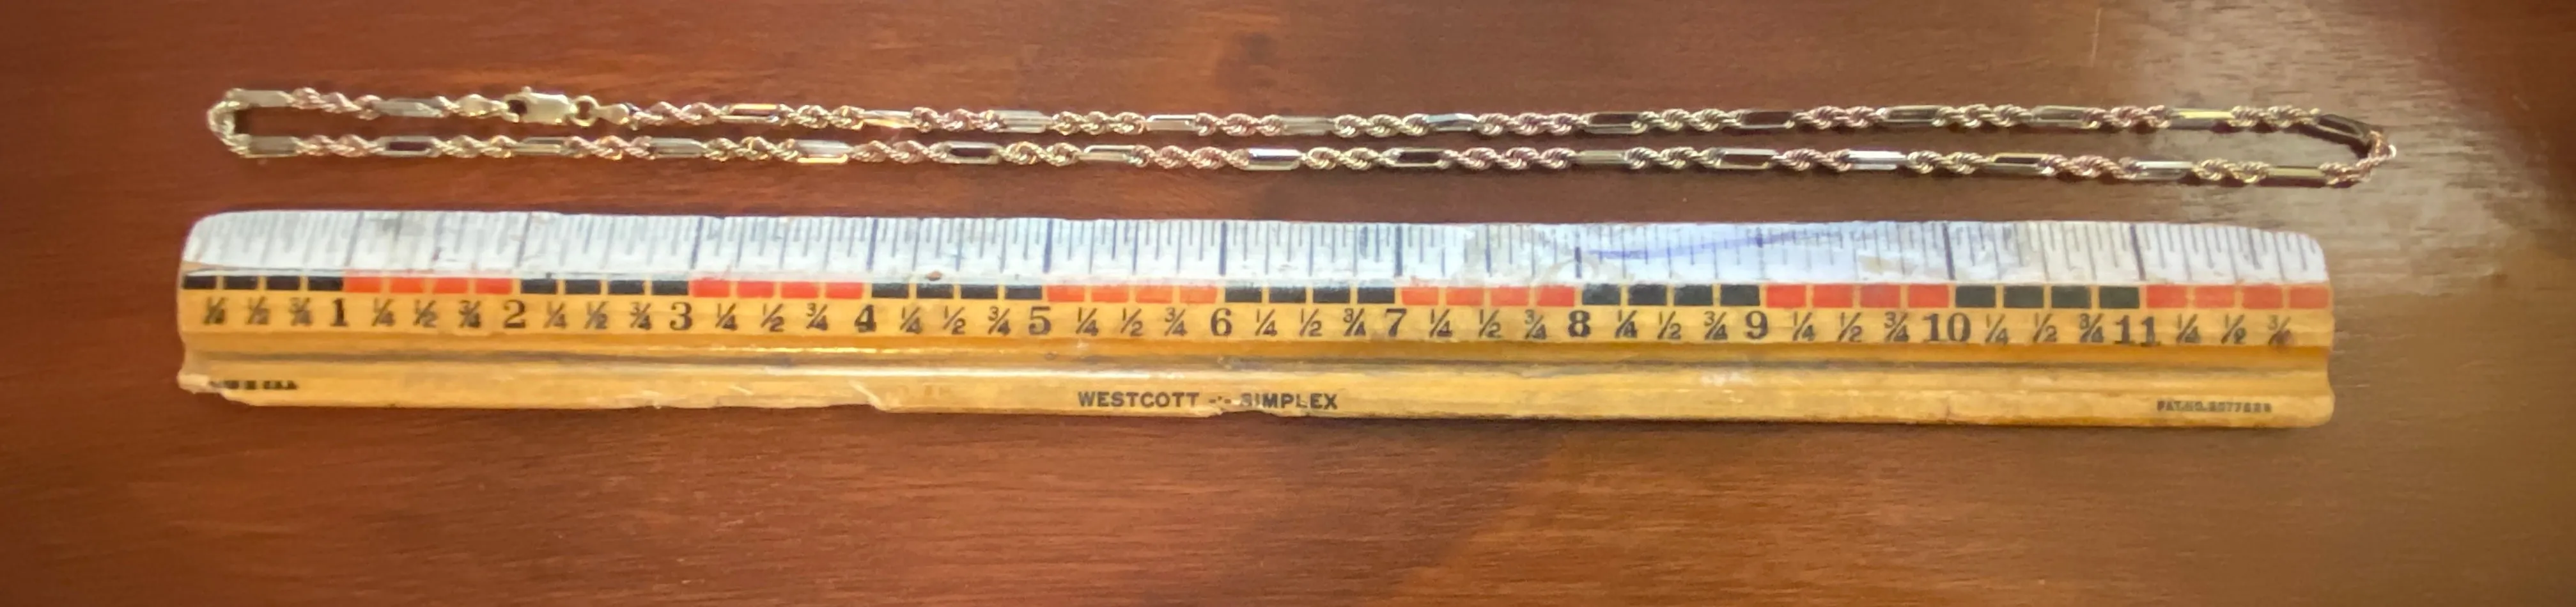 ¼ ½ ¾ 1 ¼ ½ ¾ 2 ¼ ½ ¾ 3 ¼ ½ ¾ 4 ¼ ½ ¾ 5 ¼ ½ ¾ 6 ¼ ½ ¾ 7 ¼ ½ ¾ 8 ¼ ½ ¾ 9 ¼ ½ ¾ 10 ¼ ½ ¾ 11 ¼ ½ ¾
WESTCOTT SIMPLEX
PAT.NO.